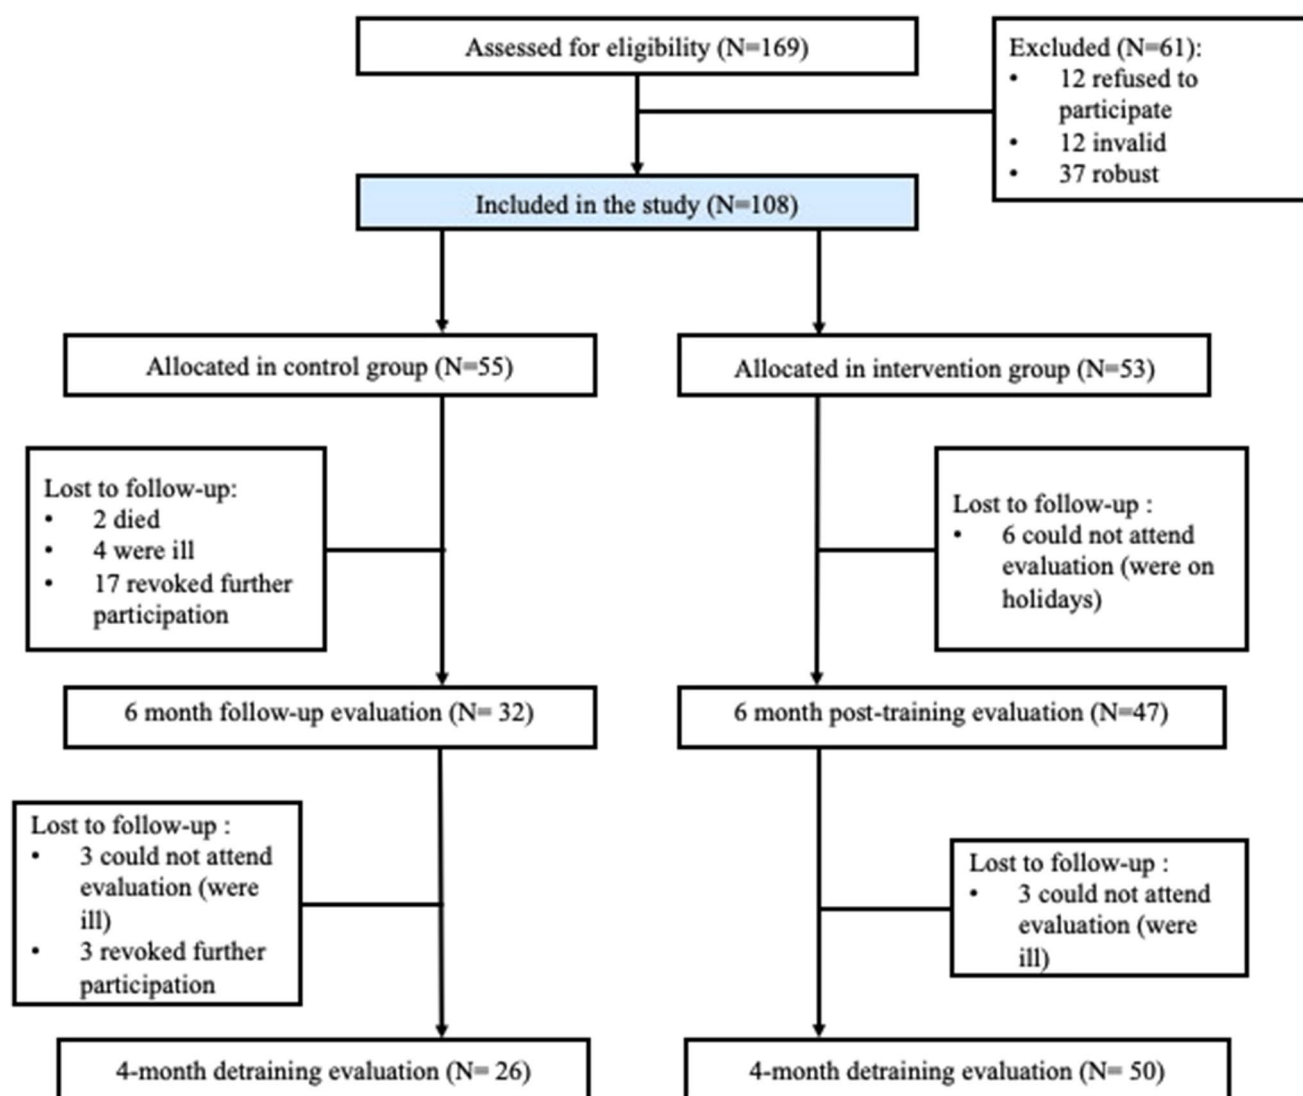 Assessed for eligibility (N=169)
Excluded (N=61):
• 12 refused to
participate
• 12 invalid
• 37 robust
Included in the study (N=108)
Allocated in control group (N=55)
Allocated in intervention group (N=53)
Lost to follow-up:
• 2 died
• 4 were ill
• 17 revoked further
participation
Lost to follow-up :
• 6 could not attend
evaluation (were on
holidays)
6 month follow-up evaluation (N= 32)
6 month post-training evaluation (N=47)
Lost to follow-up :
• 3 could not attend
evaluation (were
ill)
• 3 revoked further
participation
Lost to follow-up :
• 3 could not attend
evaluation (were
ill)
4-month detraining evaluation (N= 26)
4-month detraining evaluation (N= 50)